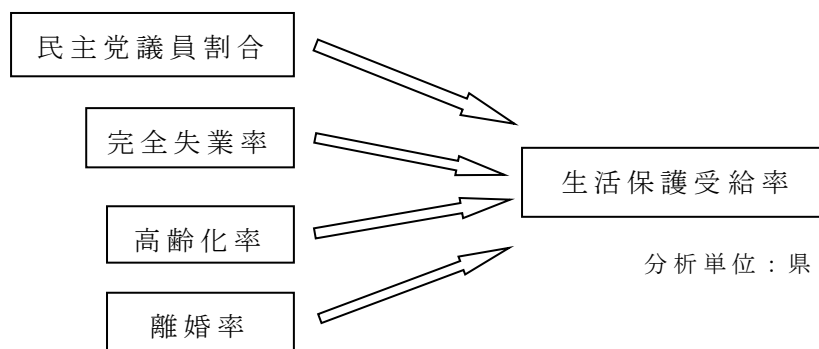 民主党議員割合
完全失業率
高齢化率
離婚率
生活保護受給率
分析単位：県